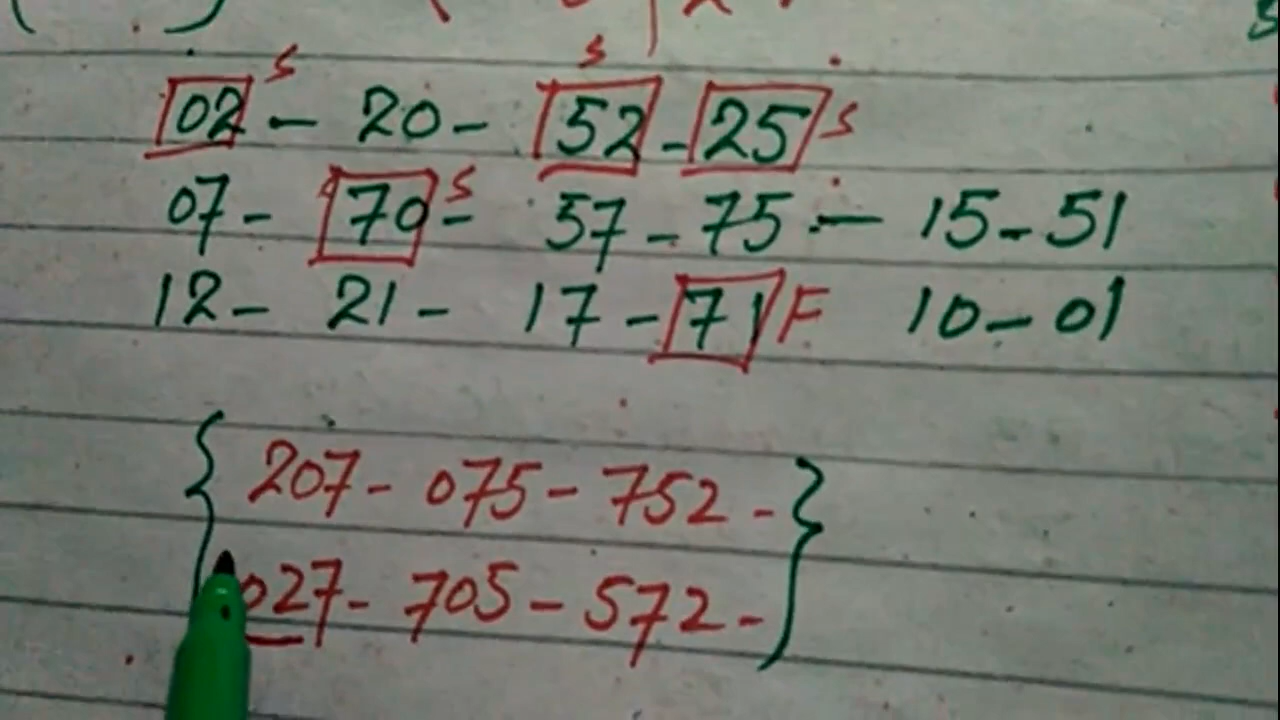 02 s - 20 - 52 s - 25 s
07 - 70 s - 57 - 75 - 15 - 51
12 - 21 - 17 - 71 F 10 - 01
{ 207 - 075 - 752 - }
027 - 705 - 572 -